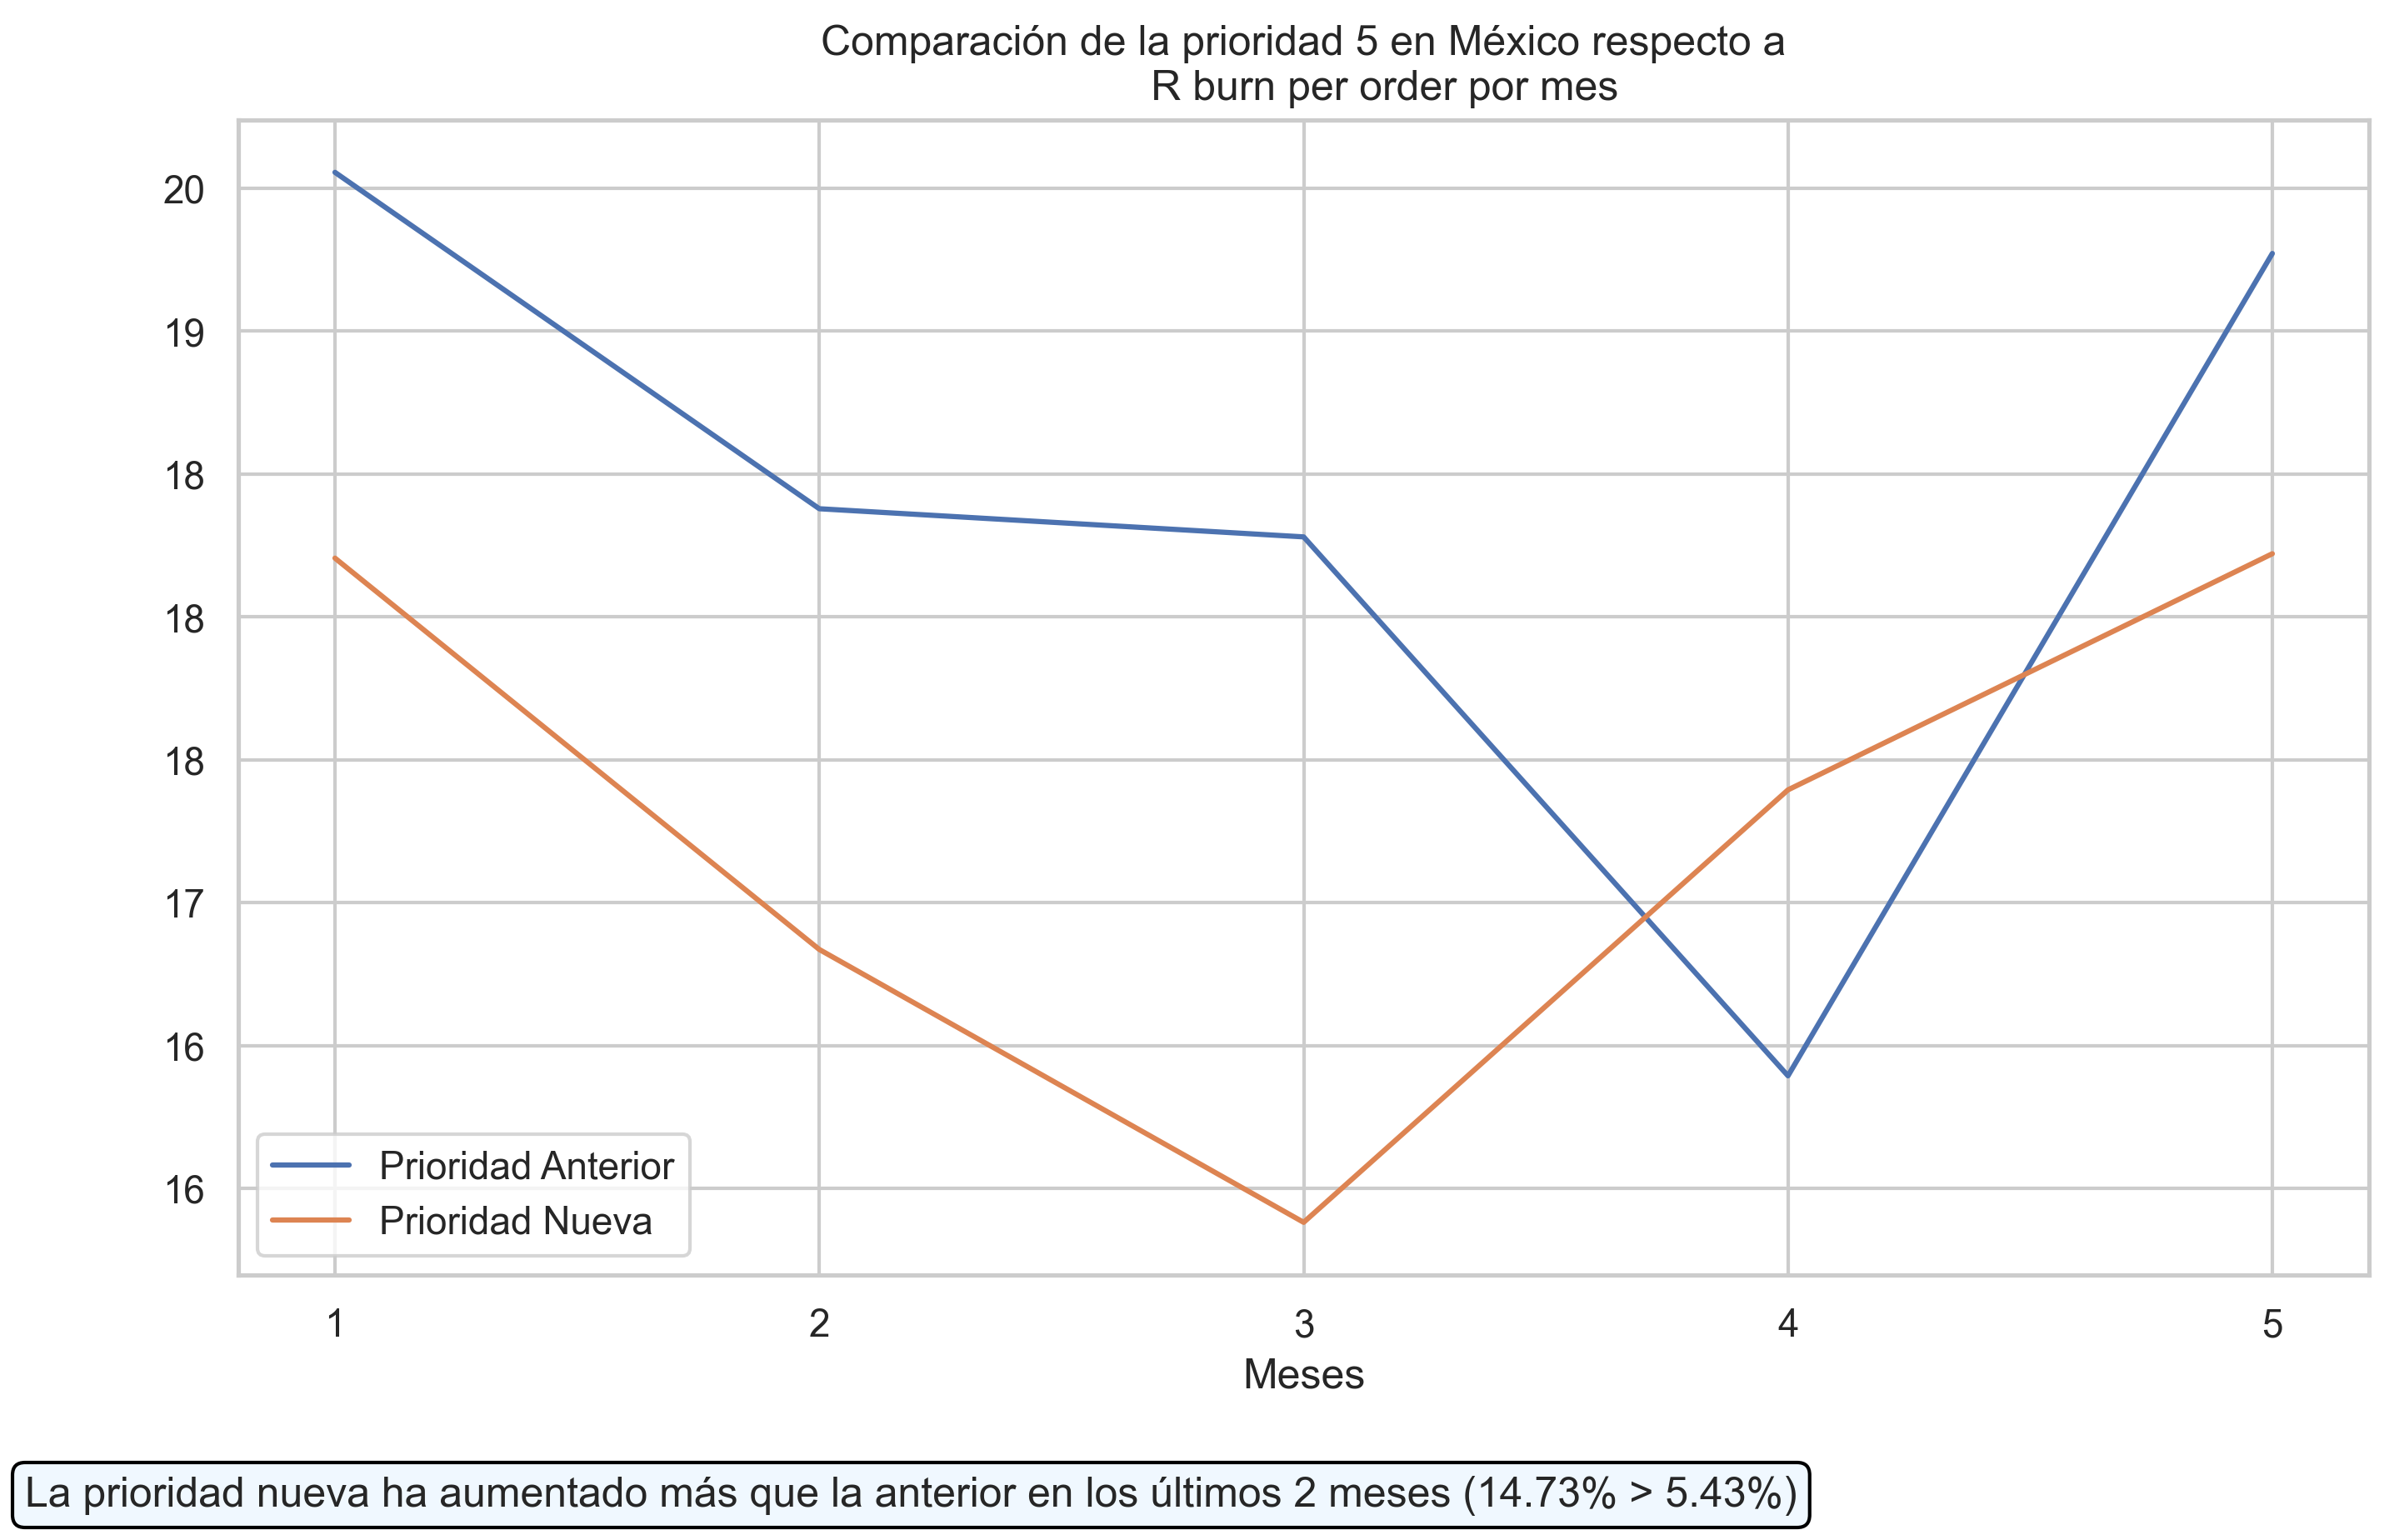 Comparación de la prioridad 5 en México respecto a
R burn per order por mes
20
19
18
18
18
17
16
16
Prioridad Anterior
Prioridad Nueva
1 2 3 4 5
Meses
La prioridad nueva ha aumentado más que la anterior en los últimos 2 meses (14.73% > 5.43%)